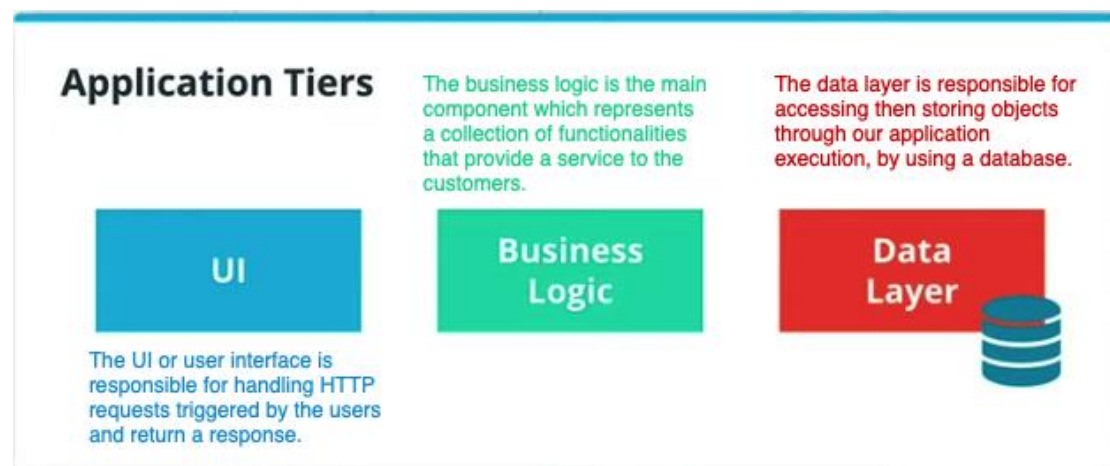 Application Tiers
The business logic is the main
component which represents
a collection of functionalities
that provide a service to the
customers.
The data layer is responsible for
accessing then storing objects
through our application
execution, by using a database.
UI
Business
Logic
Data
Layer
The UI or user interface is
responsible for handling HTTP
requests triggered by the users
and return a response.